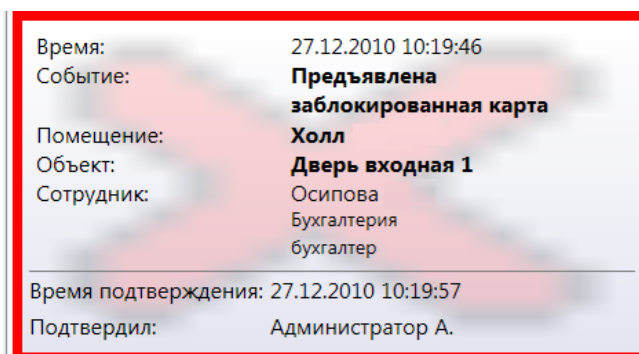 Время: 27.12.2010 10:19:46
Событие: Предъявлена
заблокированная карта
Помещение: Холл
Объект: Дверь входная 1
Сотрудник: Осипова
Бухгалтерия
бухгалтер
Время подтверждения: 27.12.2010 10:19:57
Подтвердил: Администратор А.